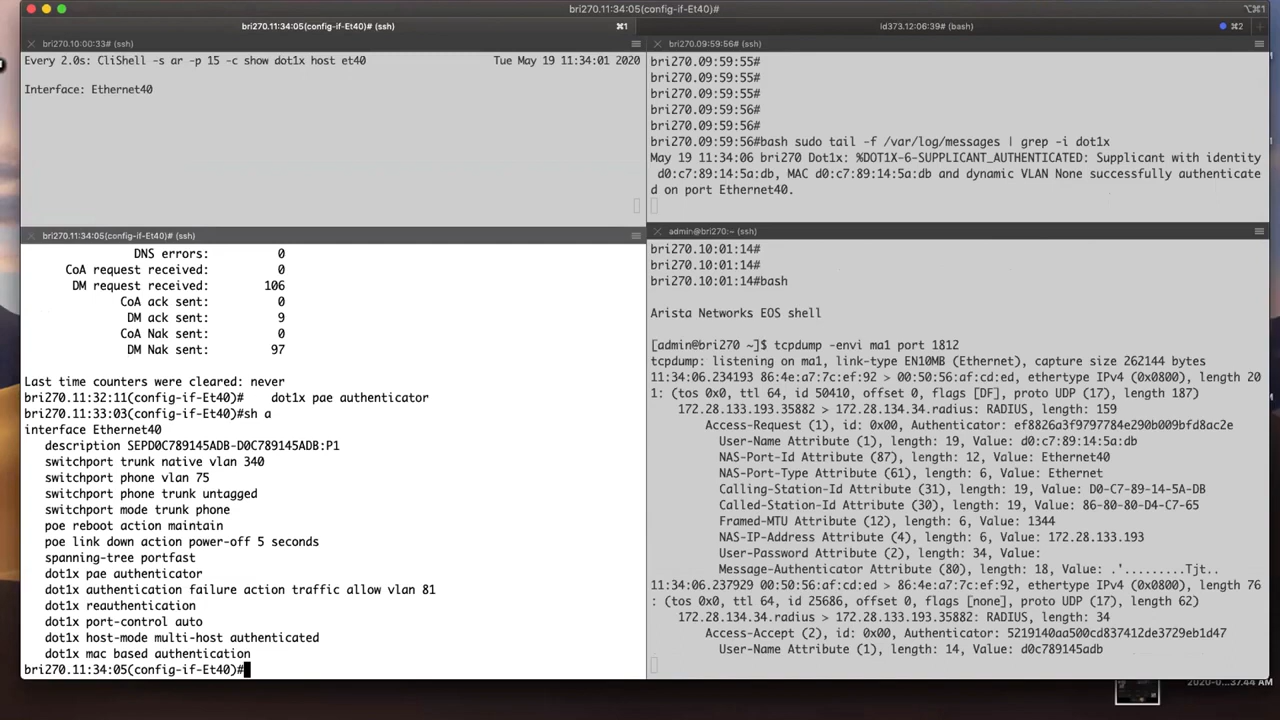 bri270.11:34:05(config-if-Et40)# (ssh)
⌥⌘1
bri270.11:34:05(config-if-Et40)# (ssh)
⌘1
id373.12:06:39# (bash)
⌘2
bri270.10:00:33# (ssh)
Every 2.0s: CliShell -s ar -p 15 -c show dot1x host et40
Tue May 19 11:34:01 2020
Interface: Ethernet40
bri270.09:59:56# (ssh)
bri270.09:59:55#
bri270.09:59:55#
bri270.09:59:55#
bri270.09:59:56#
bri270.09:59:56#
bri270.09:59:56#bash sudo tail -f /var/log/messages | grep -i dot1x
May 19 11:34:06 bri270 Dot1x: %DOT1X-6-SUPPLICANT_AUTHENTICATED: Supplicant with identity
d0:c7:89:14:5a:db, MAC d0:c7:89:14:5a:db and dynamic VLAN None successfully authenticate
d on port Ethernet40.
bri270.11:34:05(config-if-Et40)# (ssh)
DNS errors: 0
CoA request received: 0
DM request received: 106
CoA ack sent: 0
DM ack sent: 9
CoA Nak sent: 0
DM Nak sent: 97
Last time counters were cleared: never
bri270.11:32:11(config-if-Et40)#    dot1x pae authenticator
bri270.11:33:03(config-if-Et40)#sh a
interface Ethernet40
description SEPD0C789145ADB-D0C789145ADB:P1
switchport trunk native vlan 340
switchport phone vlan 75
switchport phone trunk untagged
switchport mode trunk phone
poe reboot action maintain
poe link down action power-off 5 seconds
spanning-tree portfast
dot1x pae authenticator
dot1x authentication failure action traffic allow vlan 81
dot1x reauthentication
dot1x port-control auto
dot1x host-mode multi-host authenticated
dot1x mac based authentication
bri270.11:34:05(config-if-Et40)#
admin@bri270:~ (ssh)
bri270.10:01:14#
bri270.10:01:14#
bri270.10:01:14#bash
Arista Networks EOS shell
[admin@bri270 ~]$ tcpdump -envi ma1 port 1812
tcpdump: listening on ma1, link-type EN10MB (Ethernet), capture size 262144 bytes
11:34:06.234193 86:4e:a7:7c:ef:92 > 00:50:56:af:cd:ed, ethertype IPv4 (0x0800), length 20
1: (tos 0x0, ttl 64, id 50410, offset 0, flags [DF], proto UDP (17), length 187)
172.28.133.193.35882 > 172.28.134.34.radius: RADIUS, length: 159
Access-Request (1), id: 0x00, Authenticator: ef8826a3f9797784e290b009bfd8ac2e
User-Name Attribute (1), length: 19, Value: d0:c7:89:14:5a:db
NAS-Port-Id Attribute (87), length: 12, Value: Ethernet40
NAS-Port-Type Attribute (61), length: 6, Value: Ethernet
Calling-Station-Id Attribute (31), length: 19, Value: D0-C7-89-14-5A-DB
Called-Station-Id Attribute (30), length: 19, Value: 86-80-80-D4-C7-65
Framed-MTU Attribute (12), length: 6, Value: 1344
NAS-IP-Address Attribute (4), length: 6, Value: 172.28.133.193
User-Password Attribute (2), length: 34, Value:
Message-Authenticator Attribute (80), length: 18, Value: .'.........Tjt..
11:34:06.237929 00:50:56:af:cd:ed > 86:4e:a7:7c:ef:92, ethertype IPv4 (0x0800), length 76
: (tos 0x0, ttl 64, id 25686, offset 0, flags [none], proto UDP (17), length 62)
172.28.134.34.radius > 172.28.133.193.35882: RADIUS, length: 34
Access-Accept (2), id: 0x00, Authenticator: 5219140aa500cd837412de3729eb1d47
User-Name Attribute (1), length: 14, Value: d0c789145adb
2020-0...37.44 AM